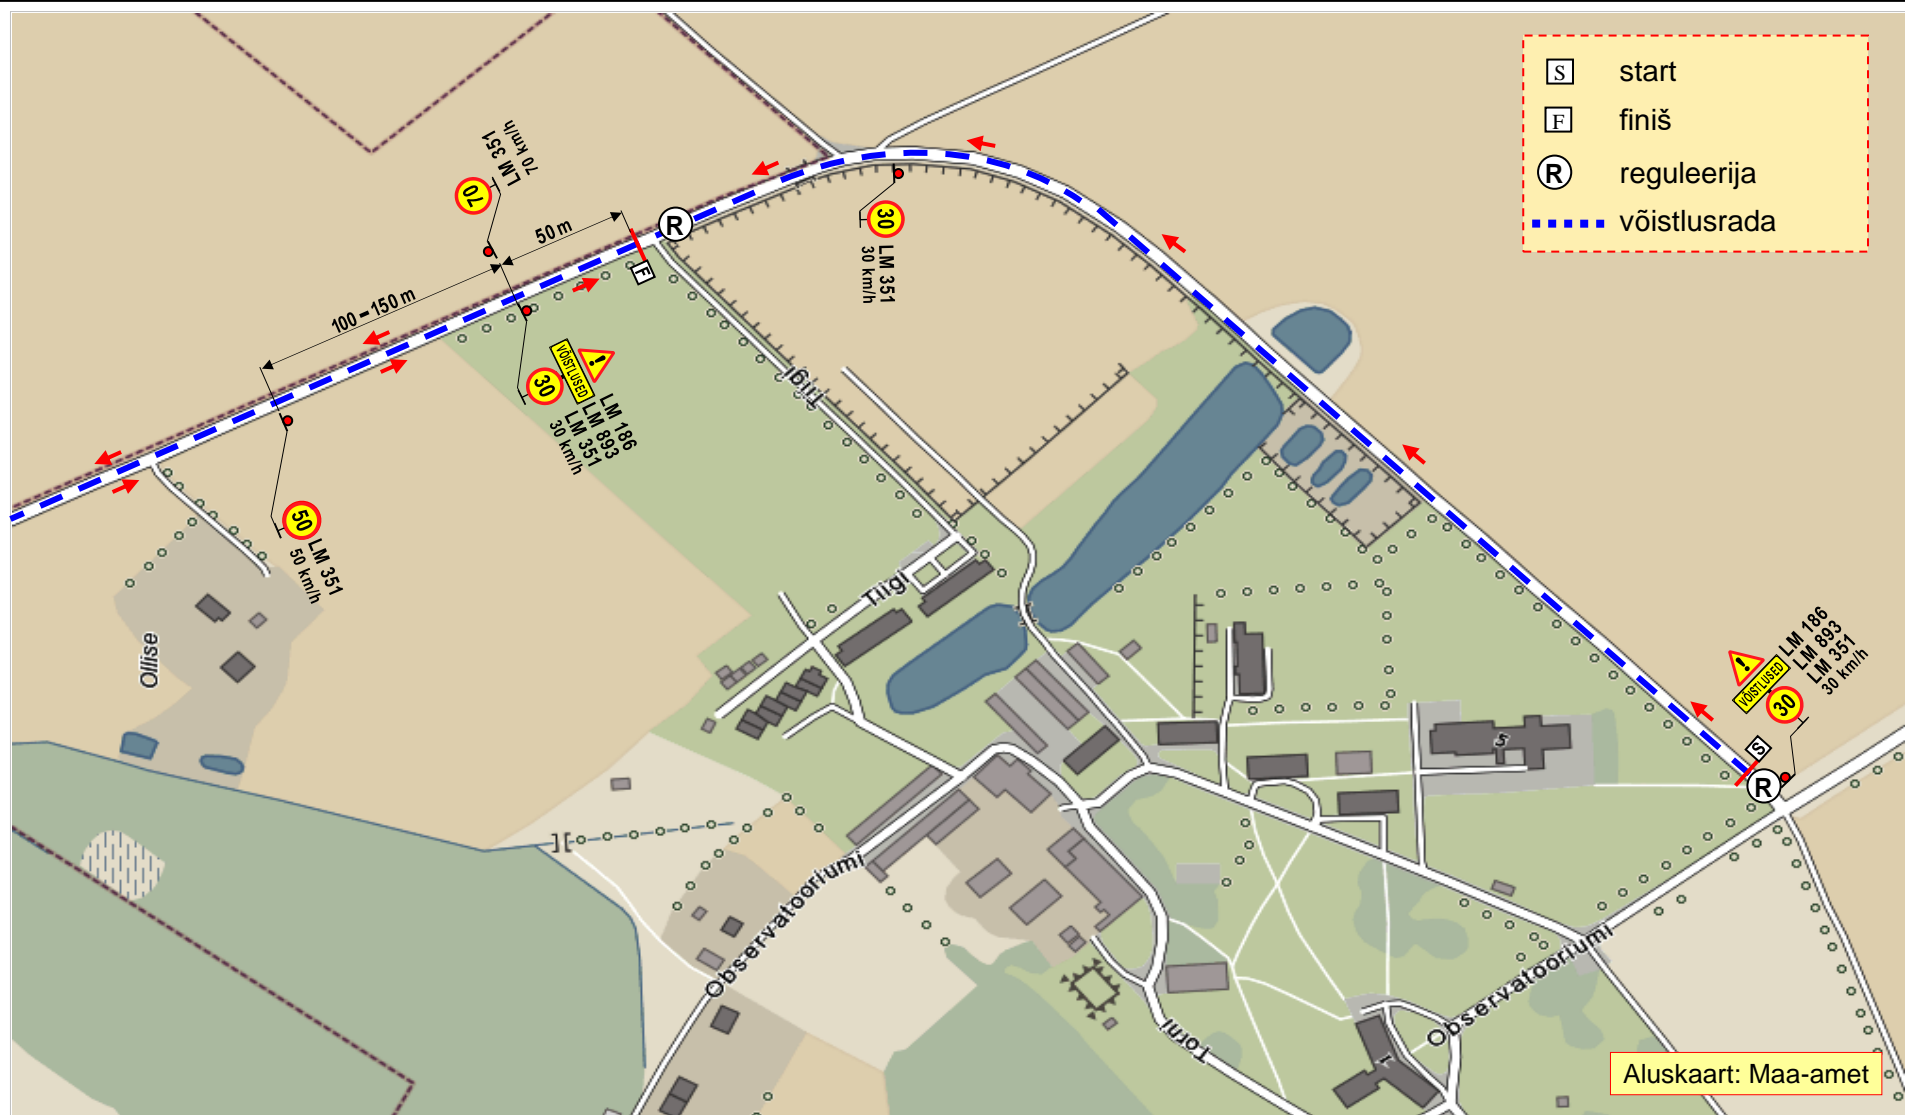 S start
F finiš
R reguleerija
võistlusrada
LM 351
70 km/h
70
50 m
R
F
100 – 150 m
30
LM 351
30 km/h
VÕISTLUSED
30
LM 186
LM 893
LM 351
30 km/h
50
LM 351
50 km/h
Tiigi
Tiigi
Ollise
LM 186
LM 893
LM 351
30 km/h
VÕISTLUSED
30
S
R
5
Observatooriumi
Observatooriumi
Torni
1
Aluskaart: Maa-amet